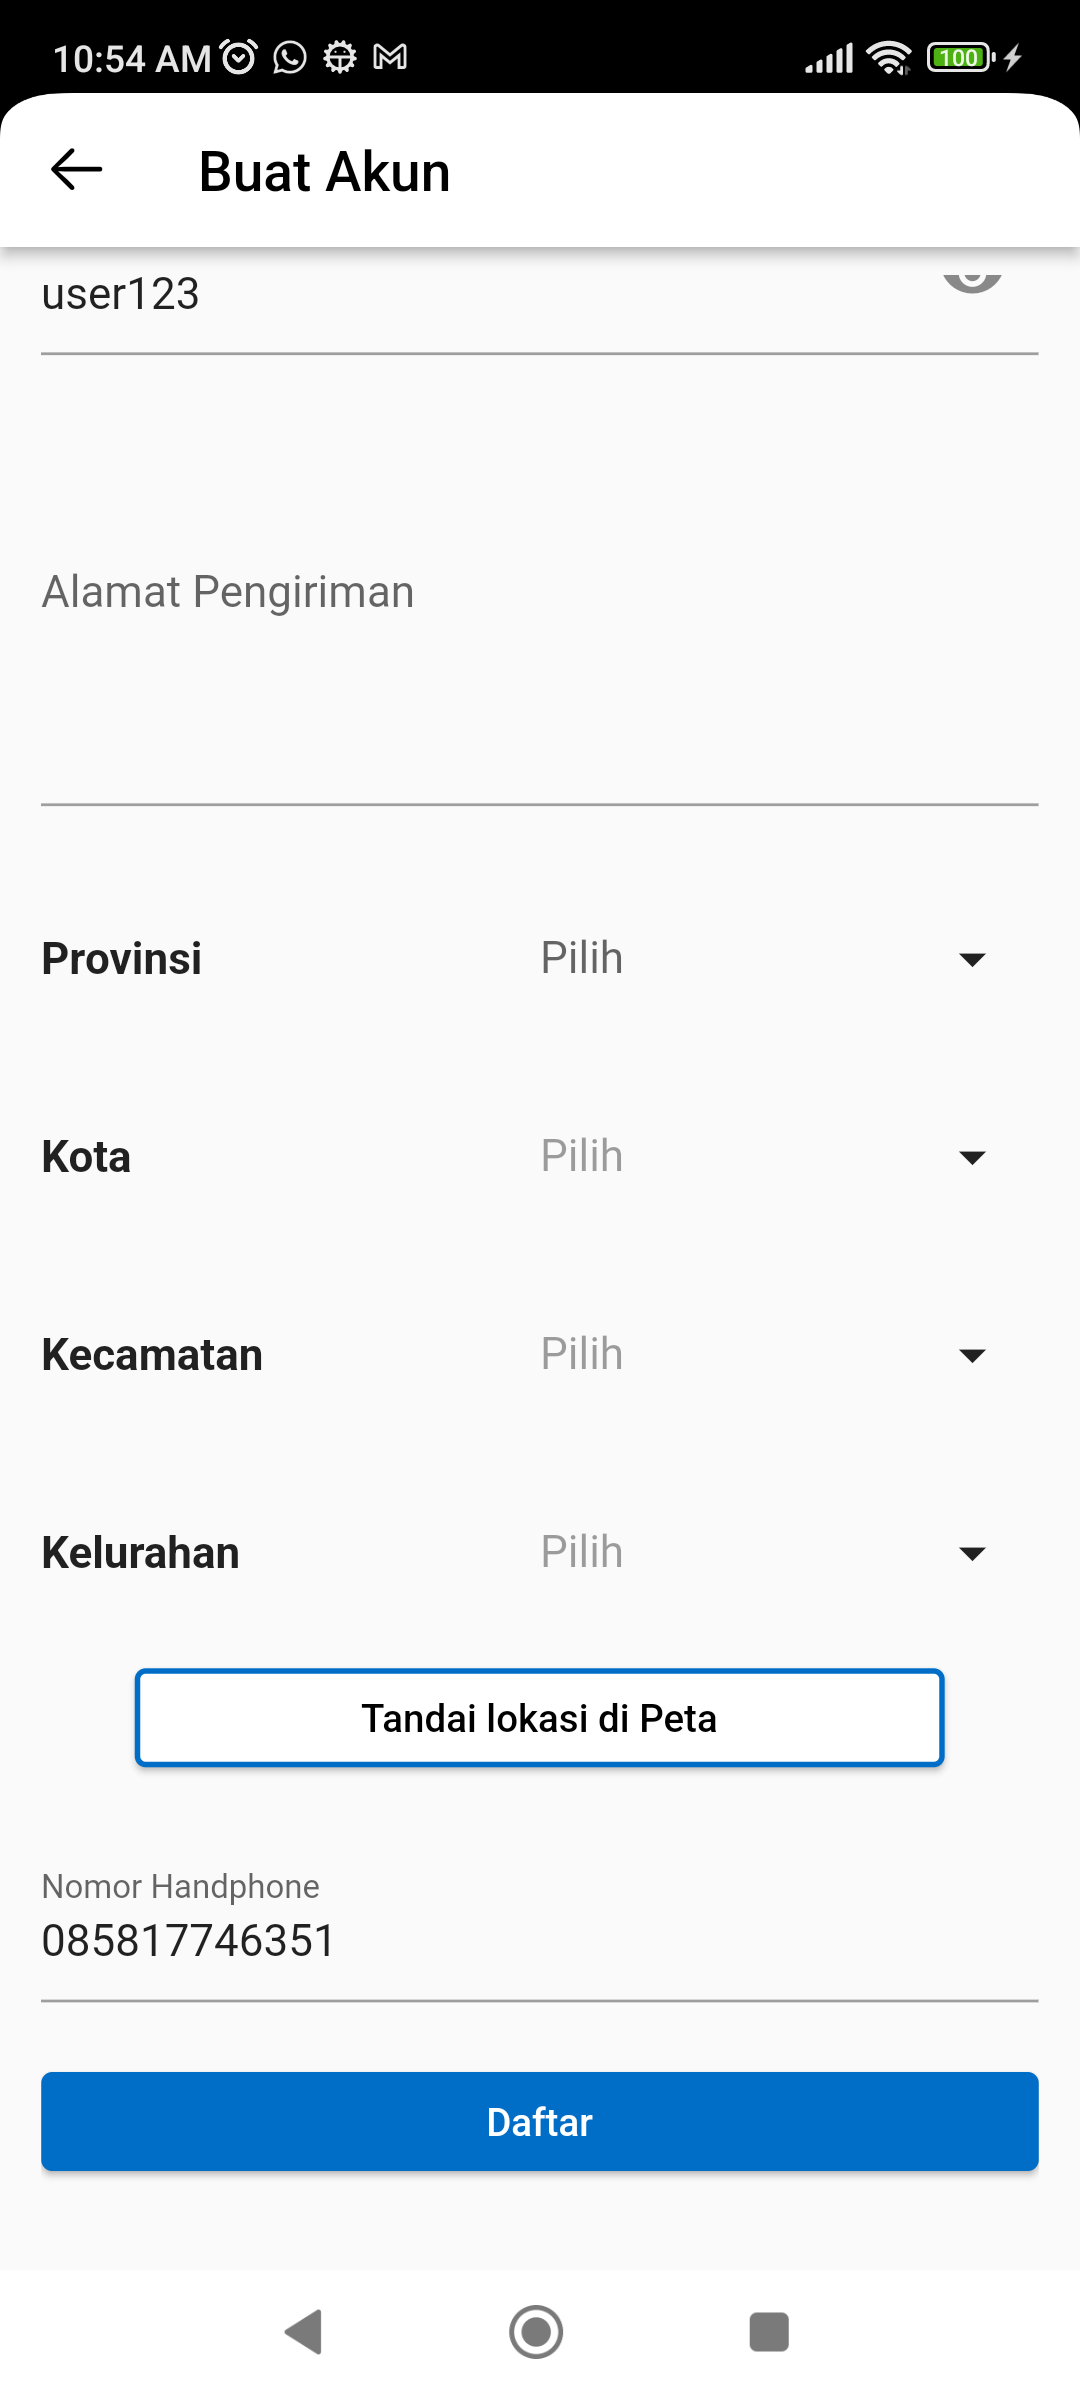 10:54 AM
100
Buat Akun
user123
Alamat Pengiriman
Provinsi Pilih
Kota Pilih
Kecamatan Pilih
Kelurahan Pilih
Tandai lokasi di Peta
Nomor Handphone
085817746351
Daftar